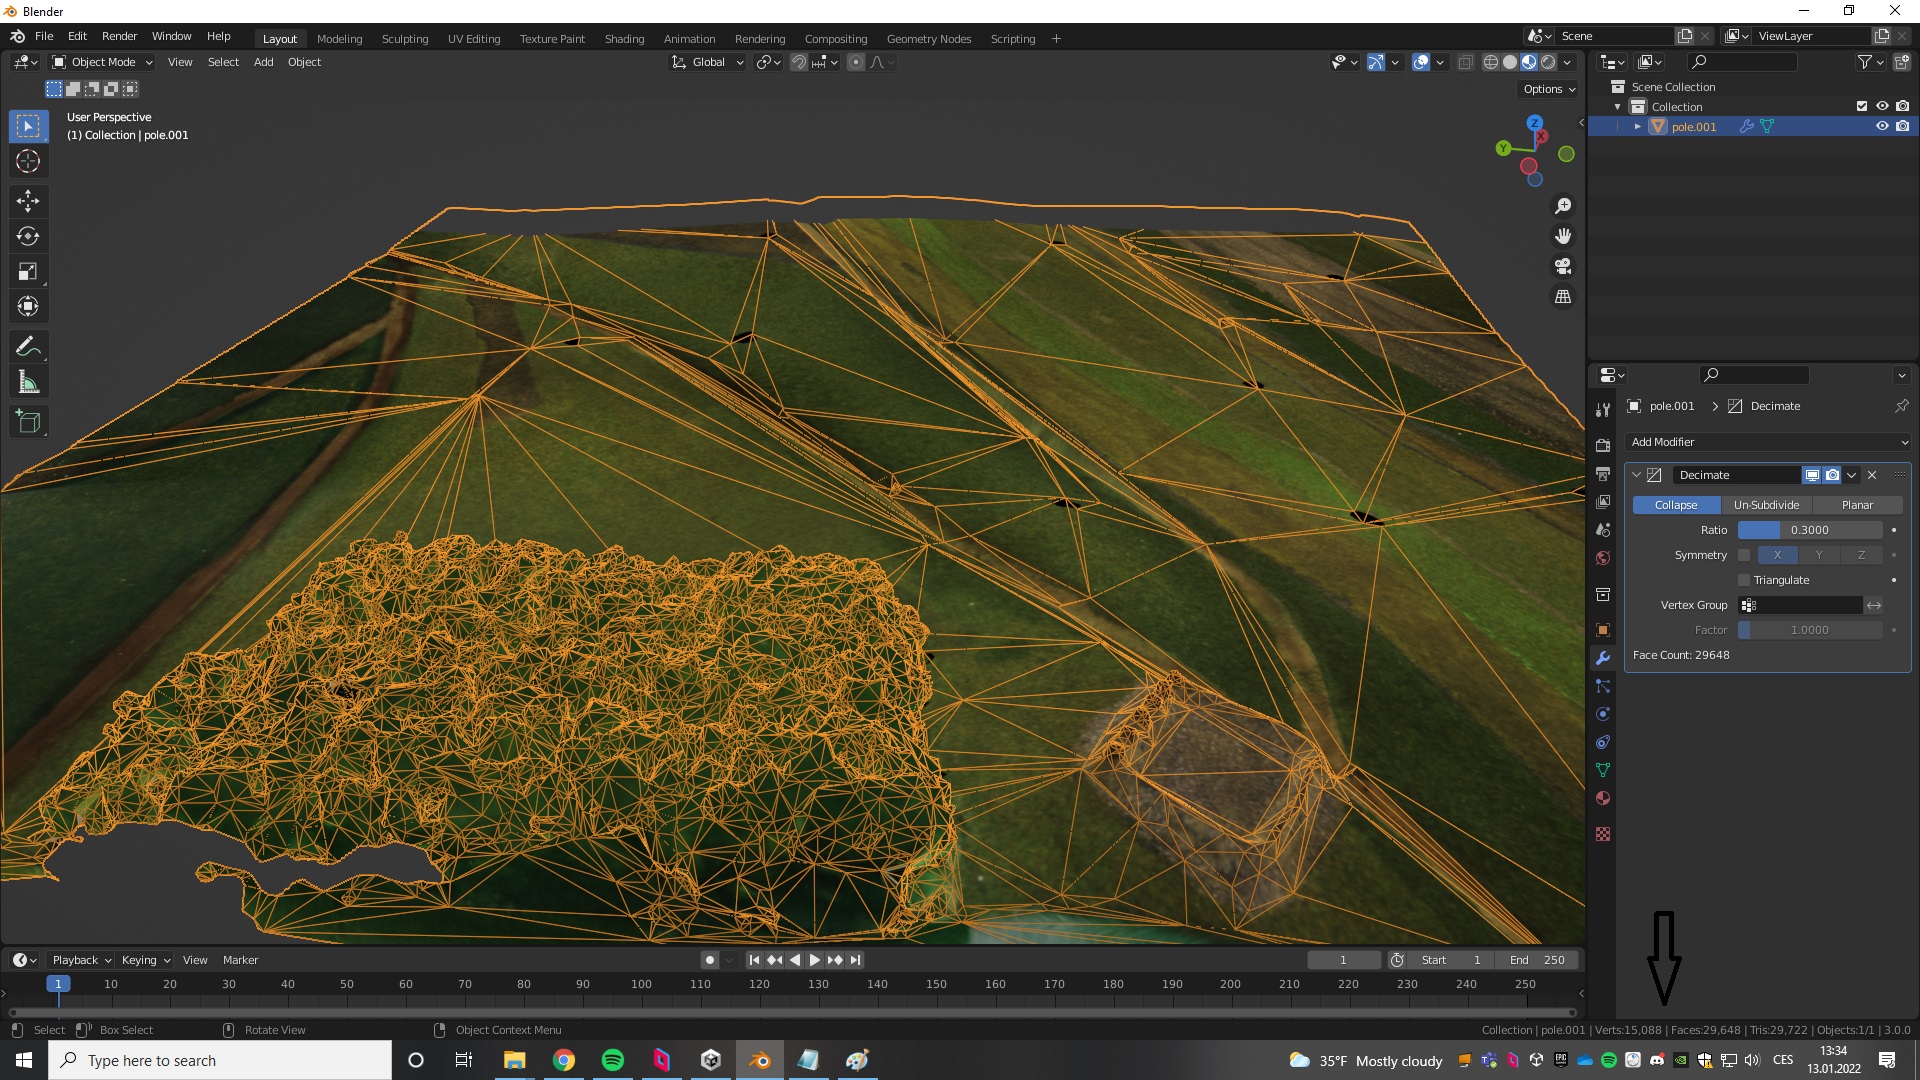 Blender
File Edit Render Window Help Layout Modeling Sculpting UV Editing Texture Paint Shading Animation Rendering Compositing Geometry Nodes Scripting + Scene ViewLayer
Object Mode View Select Add Object Global
Options
User Perspective
(1) Collection | pole.001
Z
X
Y
Scene Collection
Collection
pole.001
pole.001 > Decimate
Add Modifier
Decimate
Collapse Un-Subdivide Planar
Ratio 0.3000
Symmetry X Y Z
Triangulate
Vertex Group
Factor 1.0000
Face Count: 29648
Playback Keying View Marker 1 Start 1 End 250
1 10 20 30 40 50 60 70 80 90 100 110 120 130 140 150 160 170 180 190 200 210 220 230 240 250
Select Box Select Rotate View Object Context Menu Collection | pole.001 | Verts:15,088 | Faces:29,648 | Tris:29,722 | Objects:1/1 | 3.0.0
Type here to search 35°F Mostly cloudy CES 13:34
13.01.2022